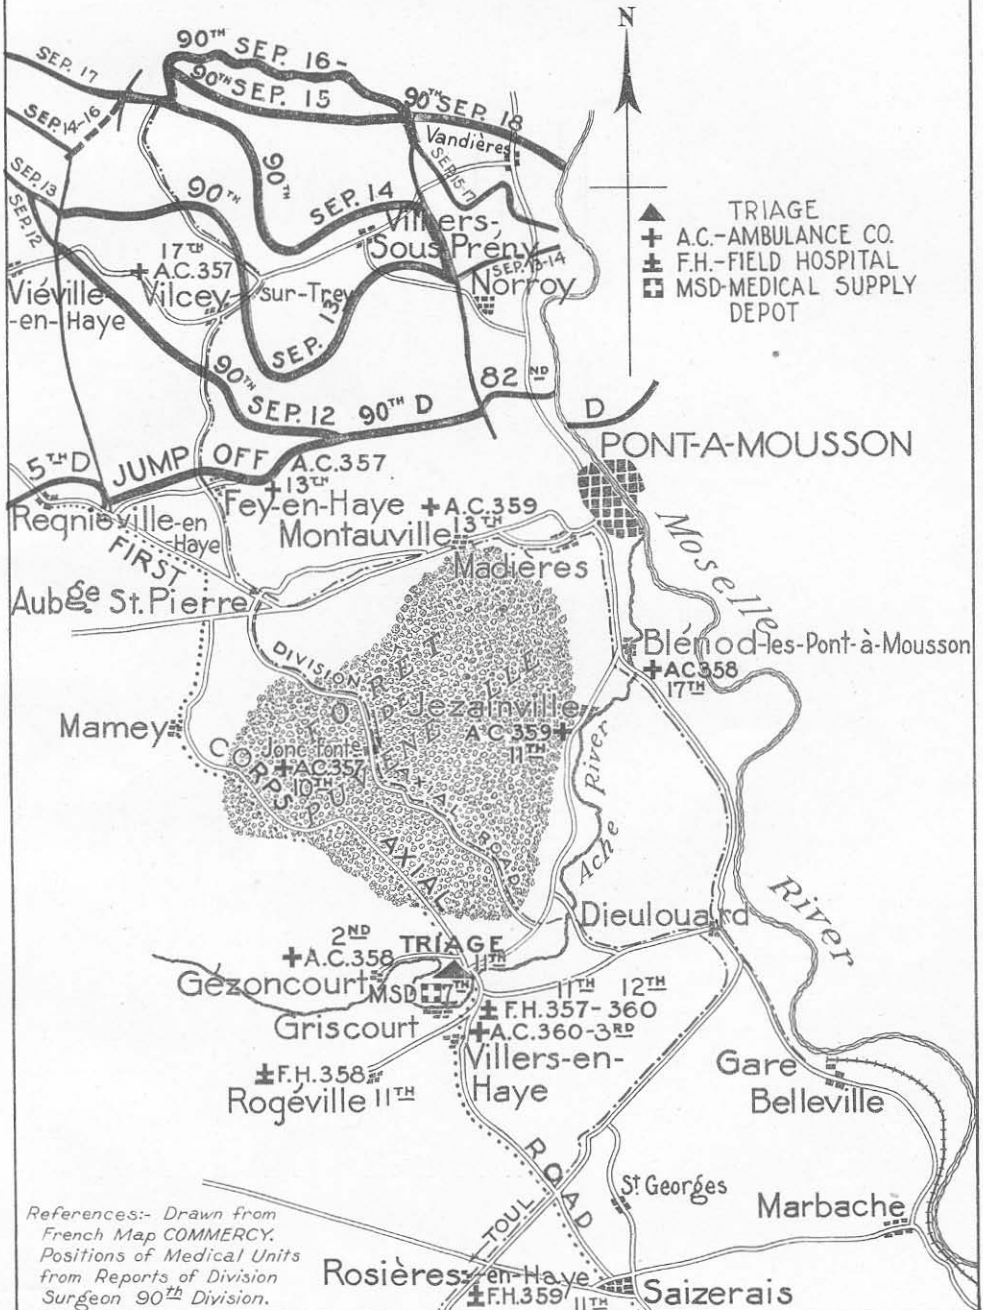 N
90TH SEP. 16-
SEP. 17
90TH SEP. 15
90TH SEP. 18
SEP. 14-16
Vandières
SEP. 15-17
SEP. 13
90TH
90TH
SEP. 14
SEP. 12
TRIAGE
A.C.-AMBULANCE CO.
F.H.-FIELD HOSPITAL
MSD-MEDICAL SUPPLY
DEPOT
Villers-
Sous Prény
17TH
A.C.357
Vilcey
sur-Trey
SEP. 13-14
Norroy
Viéville-
-en-Haye
SEP. 13
90TH
SEP. 12
90TH D
82ND
D
PONT-A-MOUSSON
5TH D
JUMP OFF
A.C.357
13TH
Fey-en-Haye
A.C.359
13TH
Montauville
Regniéville-en
-Haye
FIRST
Madières
Moselle
Aubge St. Pierre
DIVISION
FORET
Blénod-les-Pont-à-Mousson
AC358
17TH
Jezainville
A C 359
11TH
Mamey
CORPS
Jonc Fonte
A.C.357
10TH
PUVENELLE
AXIAL ROAD
River
Ache
AXIAL
Dieulouard
River
2ND
A.C.358
TRIAGE
11TH
Gézoncourt
MSD 7TH
11TH 12TH
F.H. 357-360
Griscourt
A.C.360-3RD
Villers-en-
Haye
F.H.358
Rogéville 11TH
Gare
Belleville
ROAD
St Georges
Marbache
TOUL
References:- Drawn from
French Map COMMERCY.
Positions of Medical Units
from Reports of Division
Surgeon 90th Division.
Rosières-en-Haye
F.H.359 11TH
Saizerais